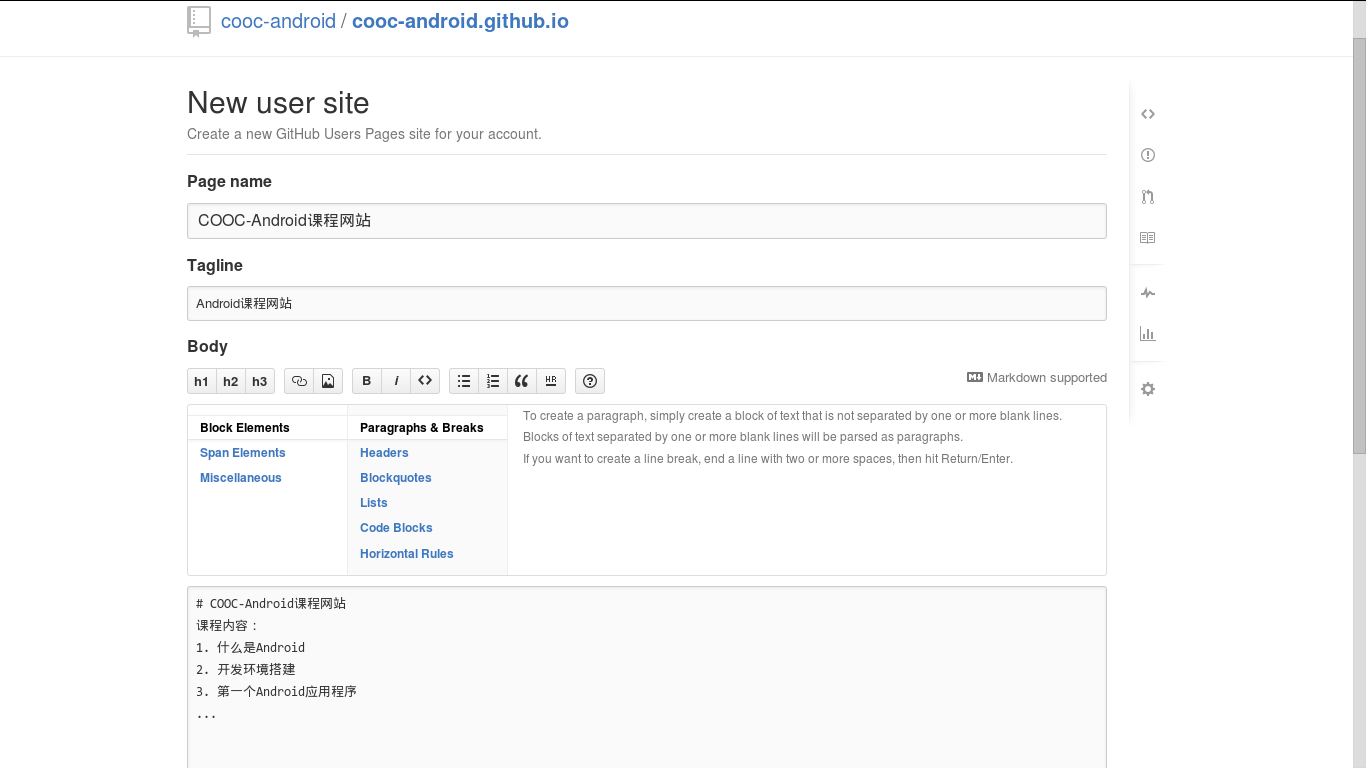 cooc-android / cooc-android.github.io
New user site
Create a new GitHub Users Pages site for your account.
Page name
COOC-Android课程网站
Tagline
Android课程网站
Body
h1 h2 h3 B i <> HR
Markdown supported
Block Elements
Span Elements
Miscellaneous
Paragraphs & Breaks
Headers
Blockquotes
Lists
Code Blocks
Horizontal Rules
To create a paragraph, simply create a block of text that is not separated by one or more blank lines.
Blocks of text separated by one or more blank lines will be parsed as paragraphs.
If you want to create a line break, end a line with two or more spaces, then hit Return/Enter.
# COOC-Android课程网站
课程内容：
1. 什么是Android
2. 开发环境搭建
3. 第一个Android应用程序
...